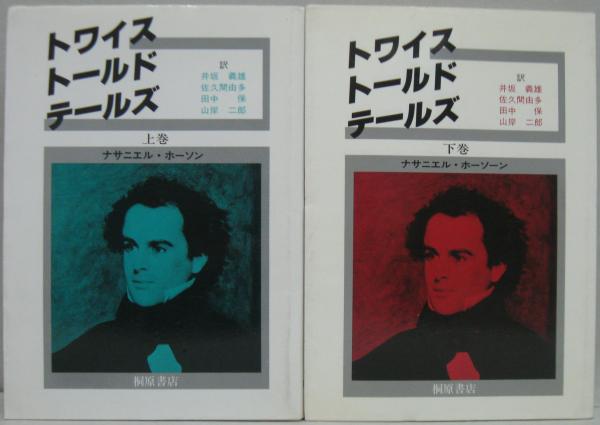 トワイス
トールド
テールズ
訳
井坂 義雄
佐久間由多
田中 保
山岸 二郎
上巻
ナサニエル・ホーソン
桐原書店
トワイス
トールド
テールズ
訳
井坂 義雄
佐久間由多
田中 保
山岸 二郎
下巻
ナサニエル・ホーソーン
桐原書店